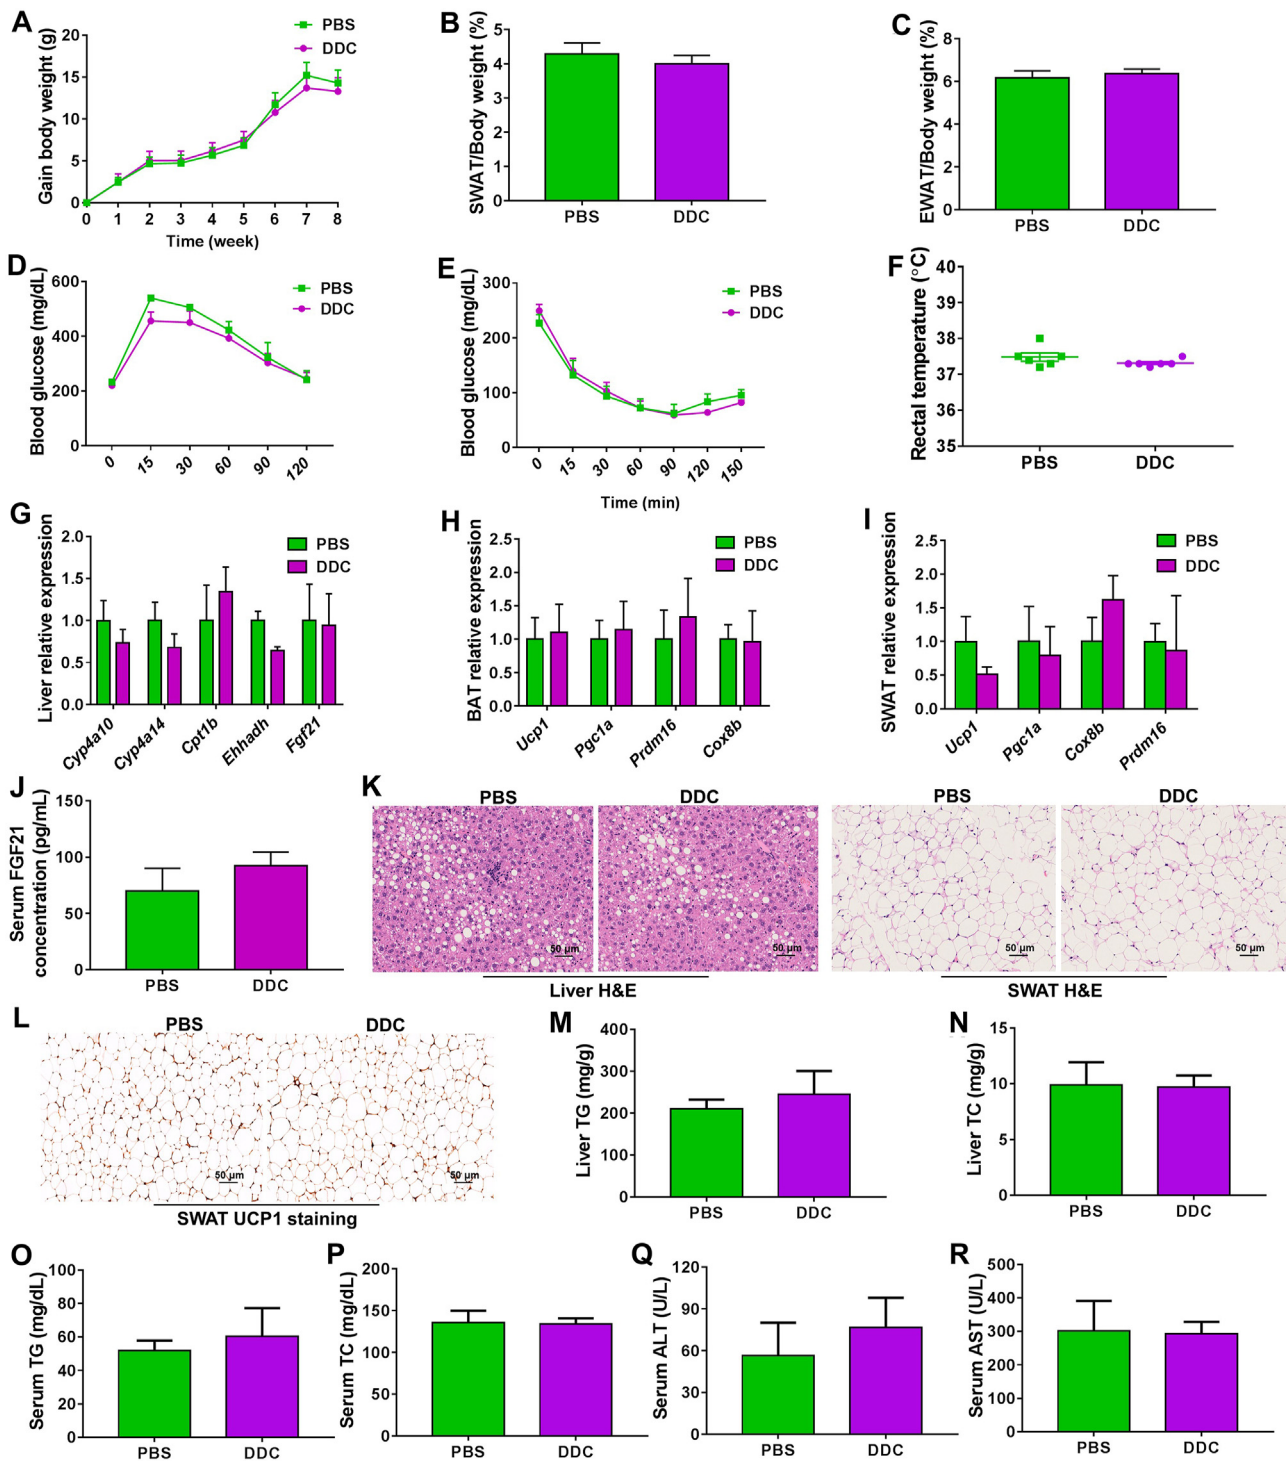 A
Gain body weight (g)
20
15
10
5
0
0 1 2 3 4 5 6 7 8
Time (week)
PBS
DDC
B
SWAT/Body weight (%)
5
4
3
2
1
0
PBS DDC
C
EWAT/Body weight (%)
8
6
4
2
0
PBS DDC
D
Blood glucose (mg/dL)
600
400
200
0
0 15 30 60 90 120
PBS
DDC
E
Blood glucose (mg/dL)
300
200
100
0
0 15 30 60 90 120 150
Time (min)
PBS
DDC
F
Rectal temperature (°C)
40
39
38
37
36
35
PBS DDC
G
Liver relative expression
2.0
1.5
1.0
0.5
0.0
Cyp4a10 Cyp4a14 Cpt1b Ehhadh Fgf21
PBS
DDC
H
BAT relative expression
2.5
2.0
1.5
1.0
0.5
0.0
Ucp1 Pgc1a Prdm16 Cox8b
PBS
DDC
I
SWAT relative expression
2.5
2.0
1.5
1.0
0.5
0.0
Ucp1 Pgc1a Cox8b Prdm16
PBS
DDC
J
Serum FGF21
concentration (pg/mL)
150
100
50
0
PBS DDC
K
PBS DDC PBS DDC
50 µm 50 µm 50 µm 50 µm
Liver H&E SWAT H&E
L
PBS DDC
50 µm 50 µm
SWAT UCP1 staining
M
Liver TG (mg/g)
400
300
200
100
0
PBS DDC
N
Liver TC (mg/g)
15
10
5
0
PBS DDC
O
Serum TG (mg/dL)
100
80
60
40
20
0
PBS DDC
P
Serum TC (mg/dL)
200
150
100
50
0
PBS DDC
Q
Serum ALT (U/L)
120
90
60
30
0
PBS DDC
R
Serum AST (U/L)
500
400
300
200
100
0
PBS DDC